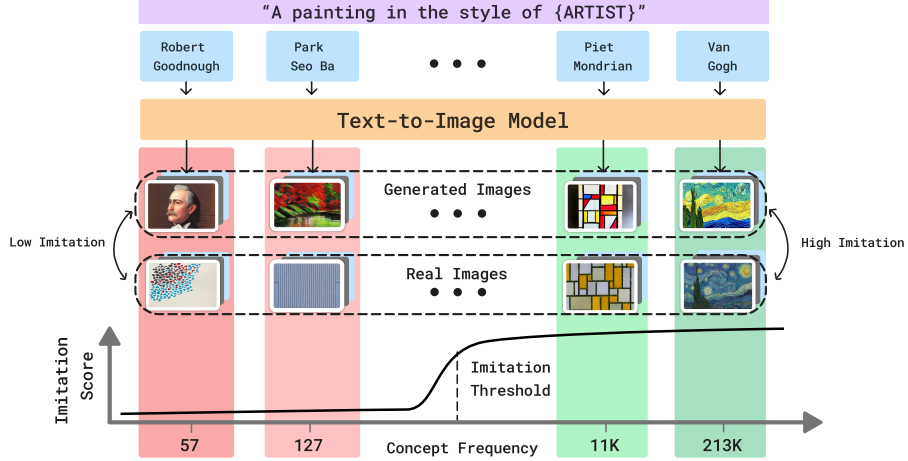 “A painting in the style of {ARTIST}”
Robert
Goodnough
Park
Seo Ba
Piet
Mondrian
Van
Gogh
Text-to-Image Model
Generated Images
Low Imitation
High Imitation
Real Images
Imitation
Score
Imitation
Threshold
57
127
Concept Frequency
11K
213K